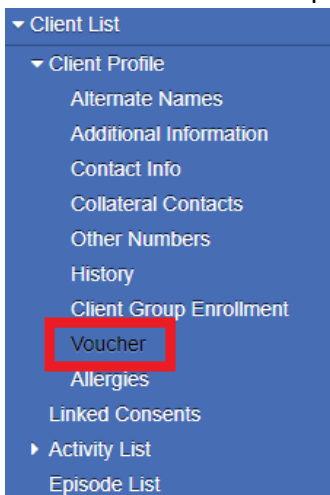 Client List
Client Profile
Alternate Names
Additional Information
Contact Info
Collateral Contacts
Other Numbers
History
Client Group Enrollment
Voucher
Allergies
Linked Consents
Activity List
Episode List